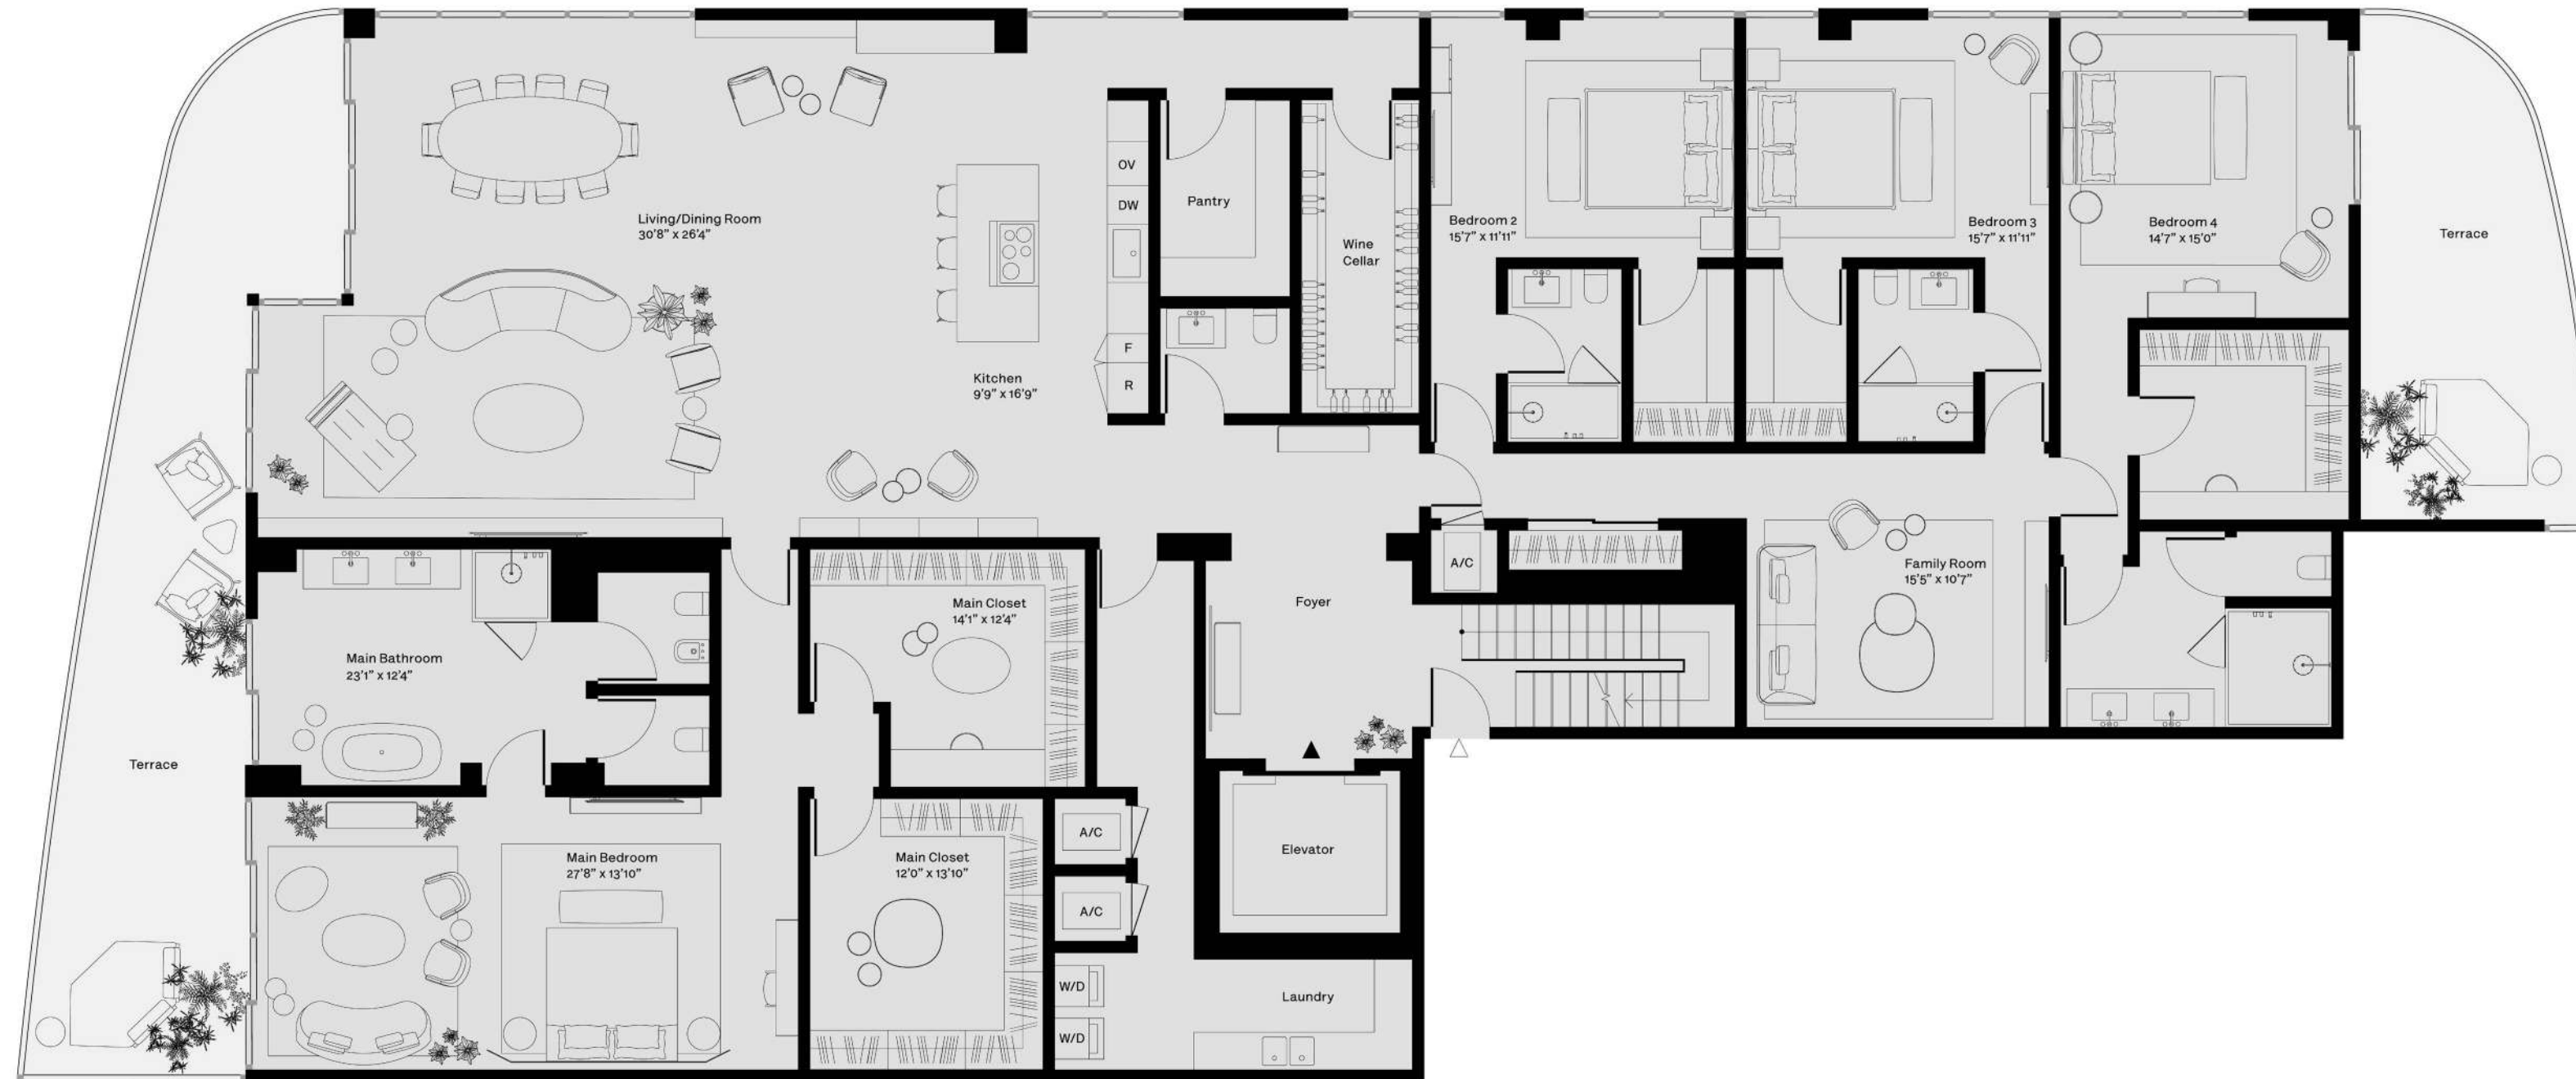 Living/Dining Room
30'8" x 26'4"
OV
DW
F
R
Kitchen
9'9" x 16'9"
Pantry
Wine
Cellar
Bedroom 2
15'7" x 11'11"
Bedroom 3
15'7" x 11'11"
Bedroom 4
14'7" x 15'0"
Terrace
A/C
Family Room
15'5" x 10'7"
Foyer
Main Closet
14'1" x 12'4"
Main Bathroom
23'1" x 12'4"
Terrace
Main Bedroom
27'8" x 13'10"
Main Closet
12'0" x 13'10"
A/C
A/C
Elevator
W/D
W/D
Laundry